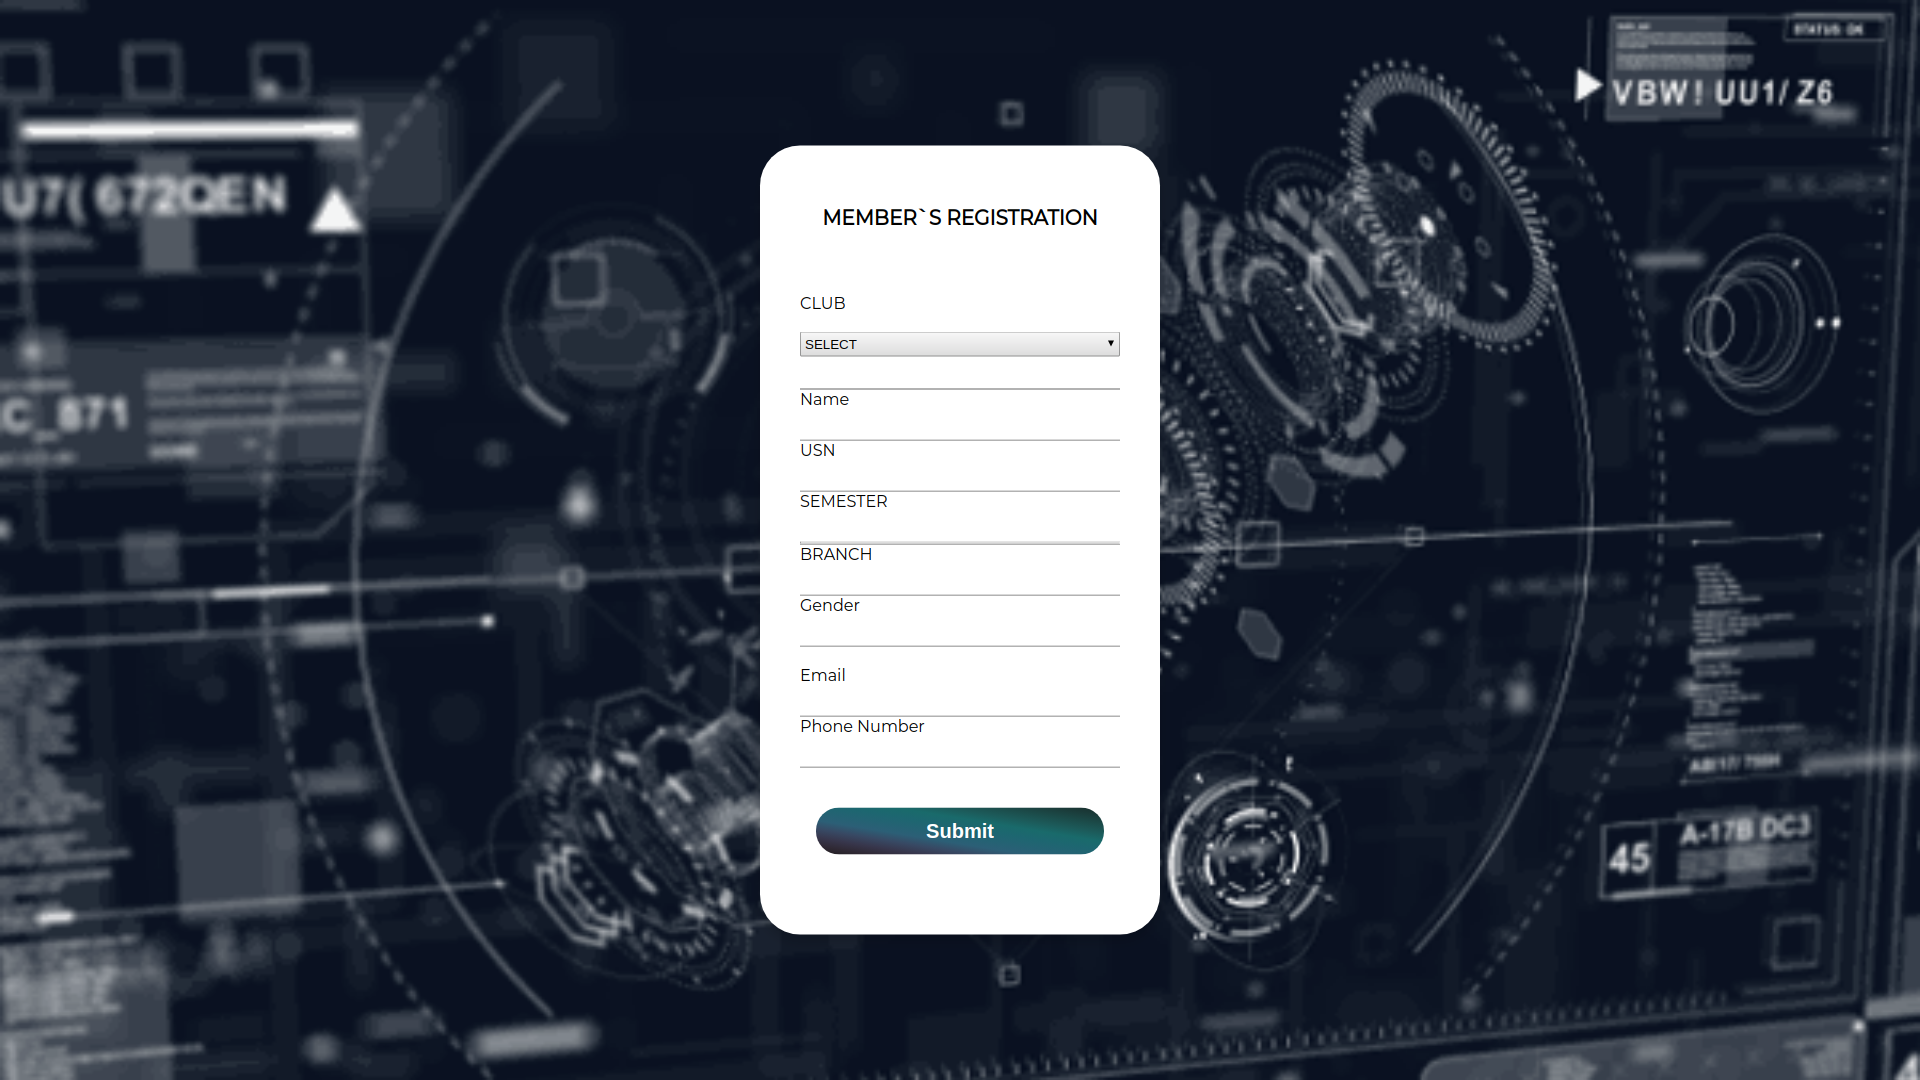 STATUS: OK
VBW! UU1/ Z6
U7( 672QEN
MEMBER`S REGISTRATION
CLUB
SELECT
C_871
Name
USN
SEMESTER
BRANCH
Gender
Email
Phone Number
Submit
A-17B DC3
45